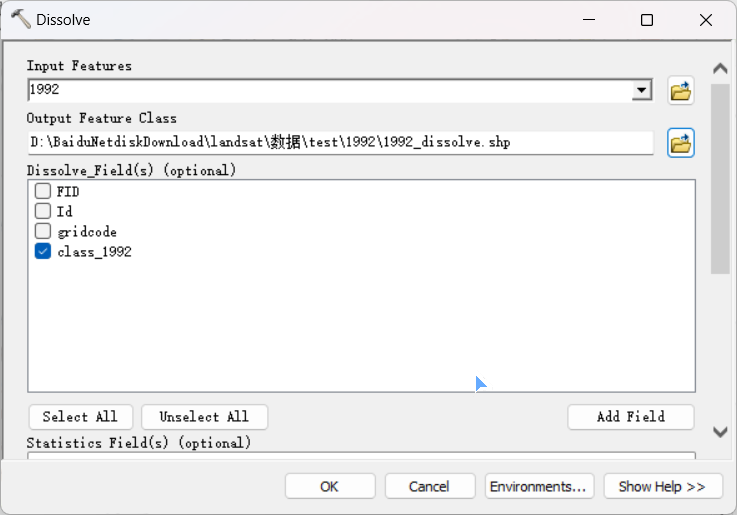 Dissolve
Input Features
1992
Output Feature Class
D:\BaiduNetdiskDownload\landsat\数据\test\1992\1992_dissolve.shp
Dissolve_Field(s) (optional)
FID
Id
gridcode
class_1992
Select All Unselect All Add Field
Statistics Field(s) (optional)
OK Cancel Environments... Show Help >>